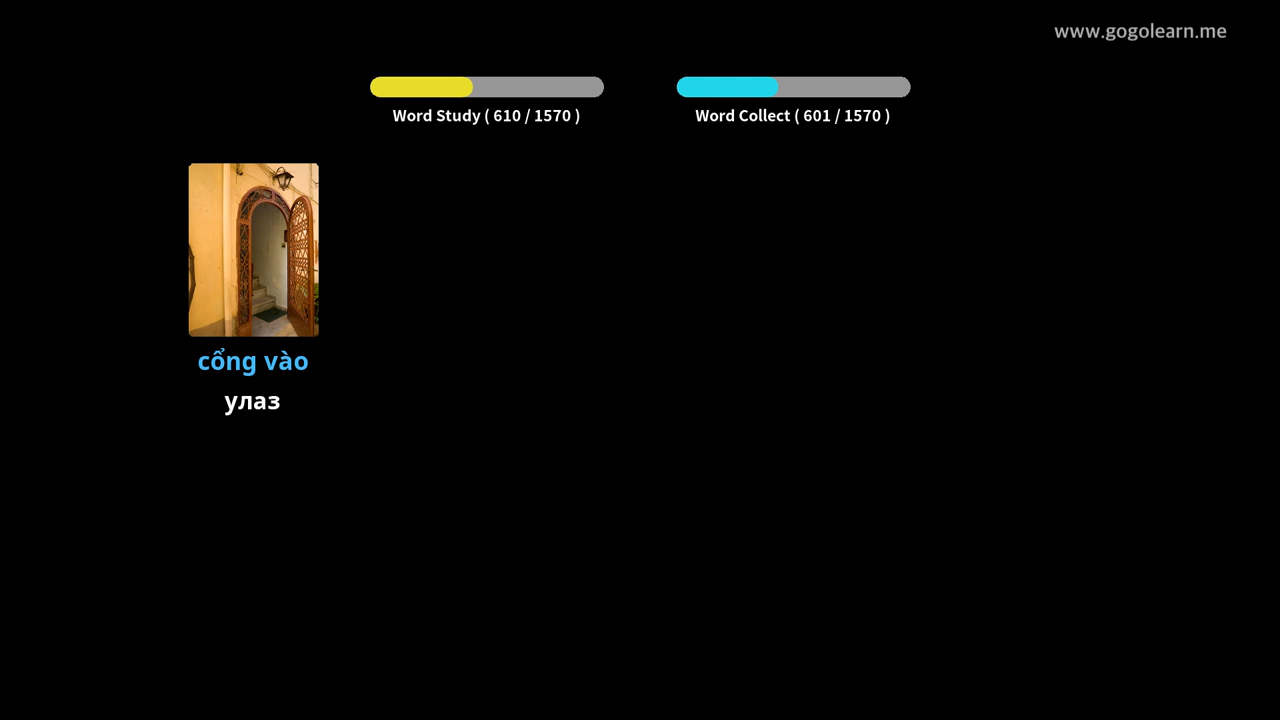 www.gogolearn.me
Word Study ( 610 / 1570 )
Word Collect ( 601 / 1570 )
cổng vào
улаз